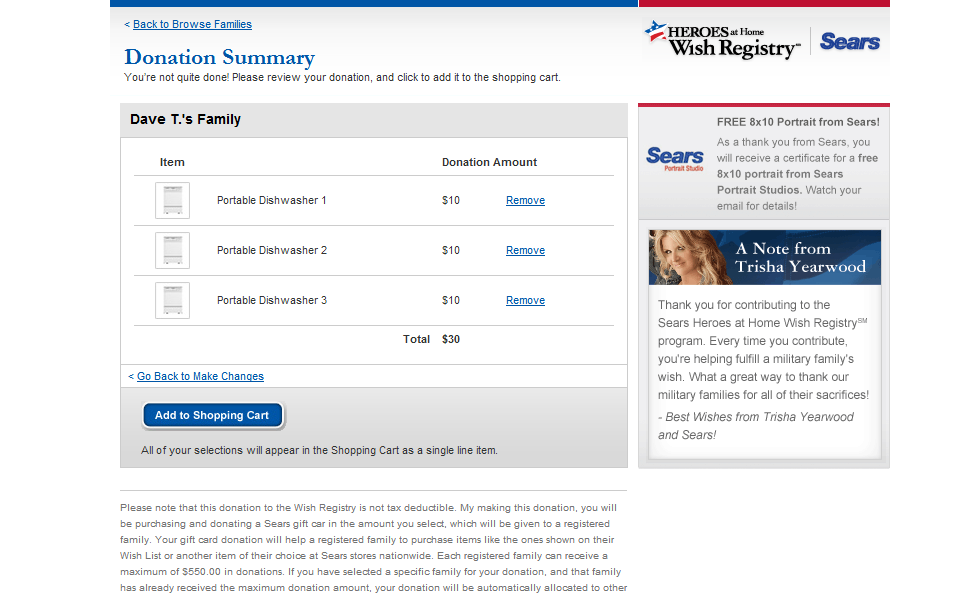 < Back to Browse Families
Donation Summary
You're not quite done! Please review your donation, and click to add it to the shopping cart.
HEROES at Home
Wish Registry℠
Sears
Dave T.'s Family
Item Donation Amount
Portable Dishwasher 1 $10 Remove
Portable Dishwasher 2 $10 Remove
Portable Dishwasher 3 $10 Remove
Total $30
< Go Back to Make Changes
Add to Shopping Cart
All of your selections will appear in the Shopping Cart as a single line item.
Please note that this donation to the Wish Registry is not tax deductible. My making this donation, you will
be purchasing and donating a Sears gift car in the amount you select, which will be given to a registered
family. Your gift card donation will help a registered family to purchase items like the ones shown on their
Wish List or another item of their choice at Sears stores nationwide. Each registered family can receive a
maximum of $550.00 in donations. If you have selected a specific family for your donation, and that family
has already received the maximum donation amount, your donation will be automatically allocated to other
Sears
Portrait Studio
FREE 8x10 Portrait from Sears!
As a thank you from Sears, you
will receive a certificate for a free
8x10 portrait from Sears
Portrait Studios. Watch your
email for details!
A Note from
Trisha Yearwood
Thank you for contributing to the
Sears Heroes at Home Wish Registry℠
program. Every time you contribute,
you're helping fulfill a military family's
wish. What a great way to thank our
military families for all of their sacrifices!
- Best Wishes from Trisha Yearwood
and Sears!